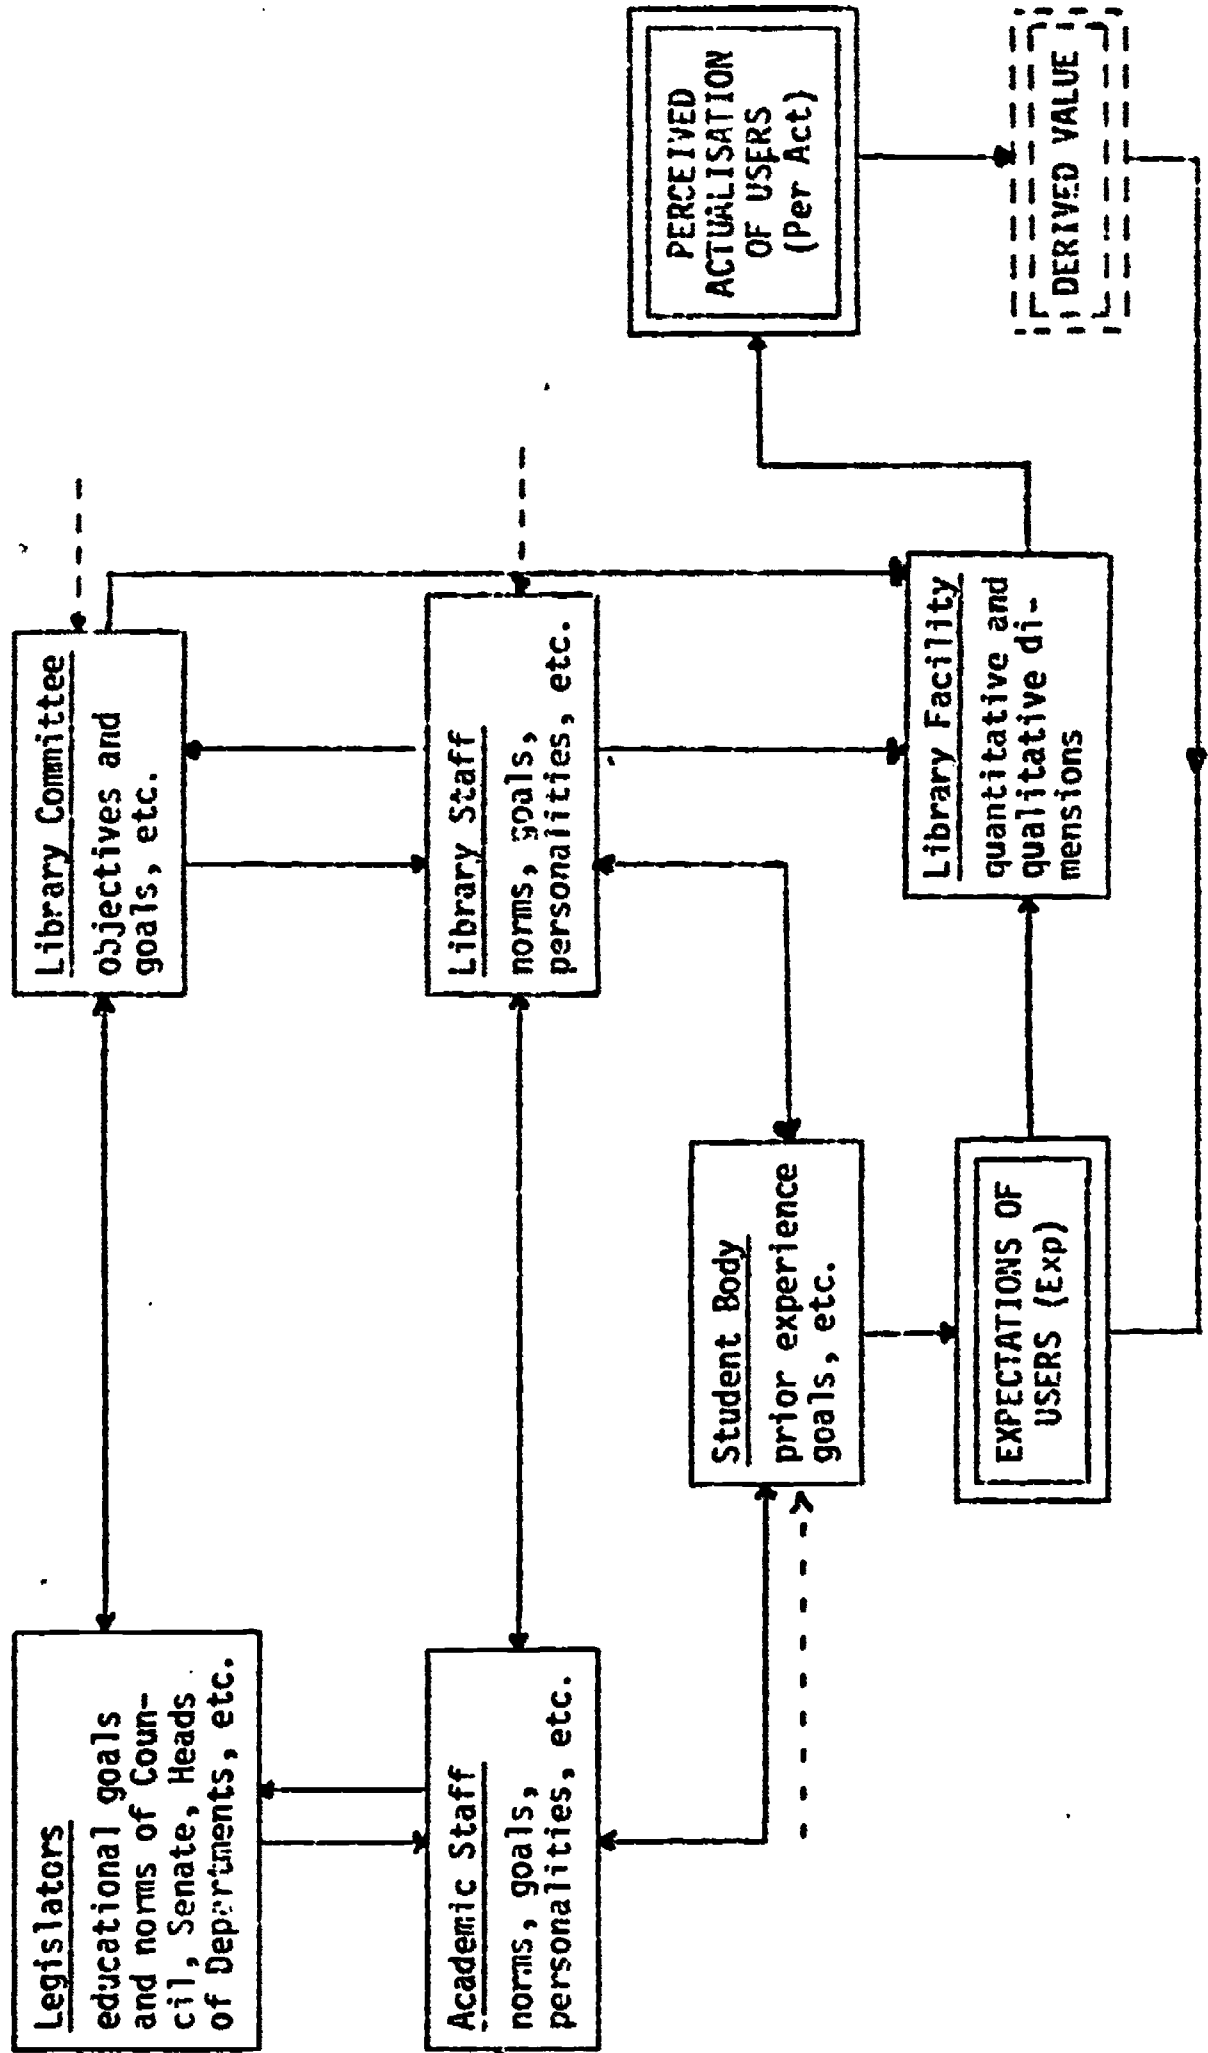 Legislators
educational goals
and norms of Coun-
cil, Senate, Heads
of Departments, etc.
Library Committee
objectives and
goals, etc.
Academic Staff
norms, goals,
personalities, etc.
Library Staff
norms, goals,
personalities, etc.
Student Body
prior experience
goals, etc.
PERCEIVED
ACTUALISATION
OF USERS
(Per Act)
EXPECTATIONS OF
USERS (Exp)
Library Facility
quantitative and
qualitative di-
mensions
DERIVED VALUE